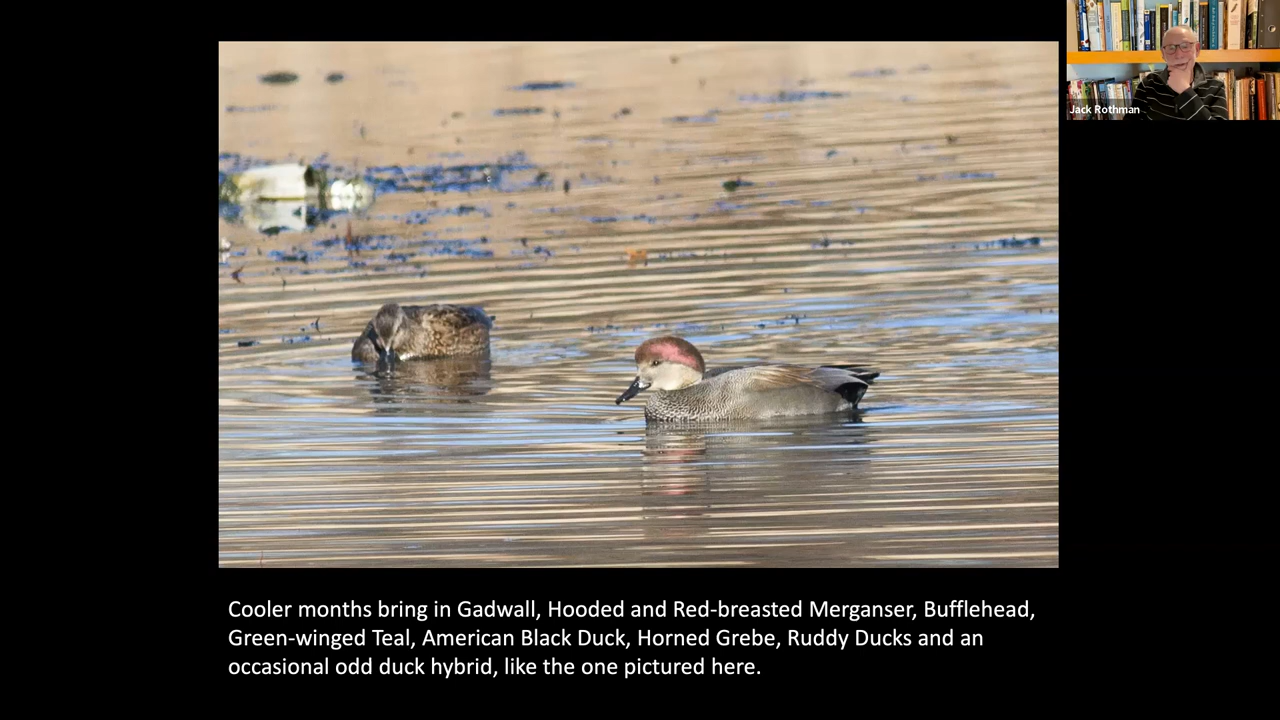 Jack Rothman
Cooler months bring in Gadwall, Hooded and Red-breasted Merganser, Bufflehead,
Green-winged Teal, American Black Duck, Horned Grebe, Ruddy Ducks and an
occasional odd duck hybrid, like the one pictured here.